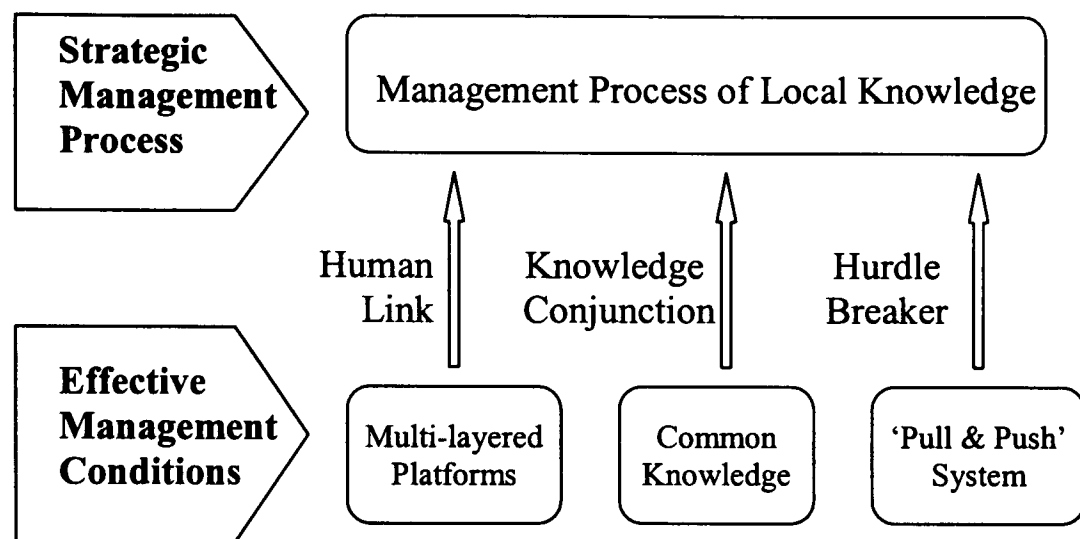 Strategic
Management
Process
Management Process of Local Knowledge
Human
Link
Knowledge
Conjunction
Hurdle
Breaker
Effective
Management
Conditions
Multi-layered
Platforms
Common
Knowledge
‘Pull & Push’
System